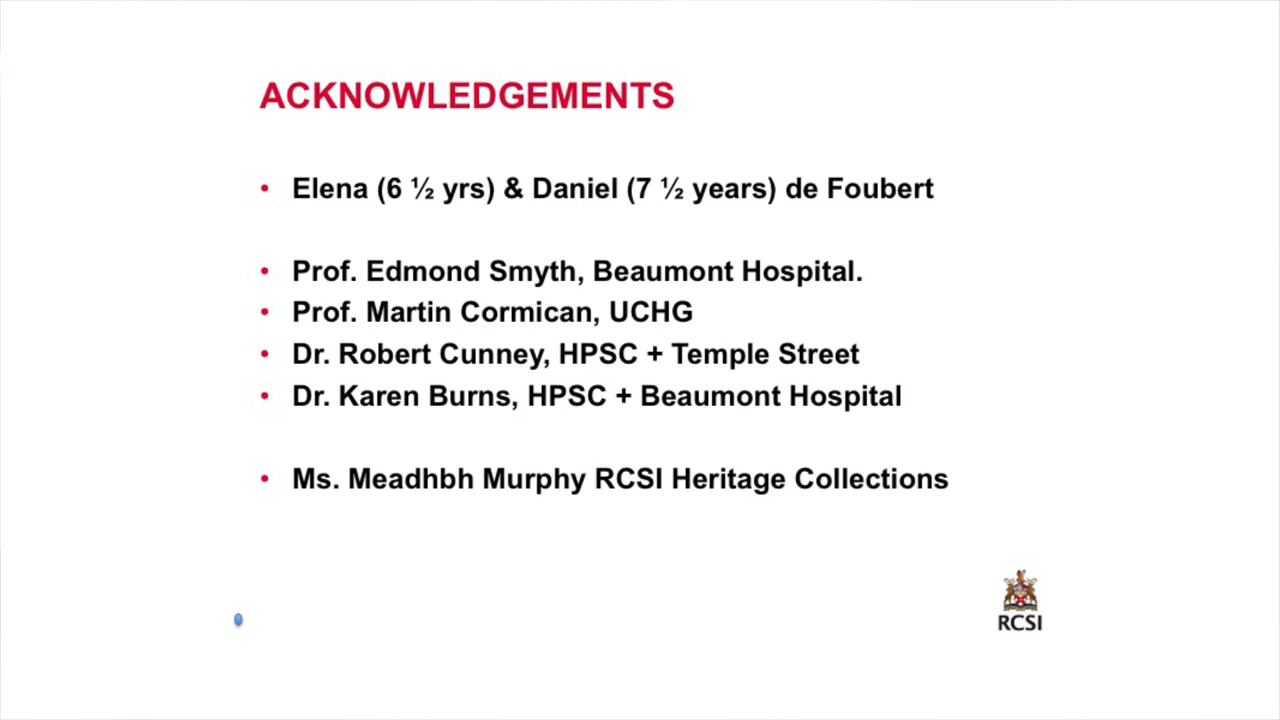 ACKNOWLEDGEMENTS
• Elena (6 ½ yrs) & Daniel (7 ½ years) de Foubert
• Prof. Edmond Smyth, Beaumont Hospital.
• Prof. Martin Cormican, UCHG
• Dr. Robert Cunney, HPSC + Temple Street
• Dr. Karen Burns, HPSC + Beaumont Hospital
• Ms. Meadhbh Murphy RCSI Heritage Collections
RCSI